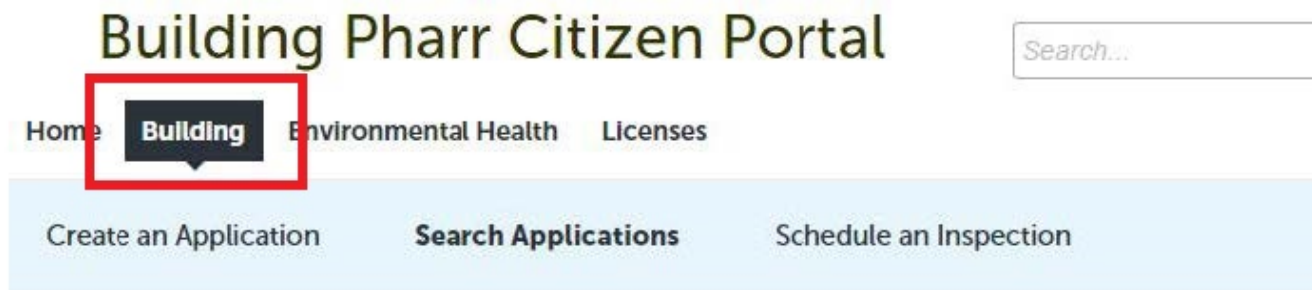 Building Pharr Citizen Portal
Search...
Home Building Environmental Health Licenses
Create an Application Search Applications Schedule an Inspection